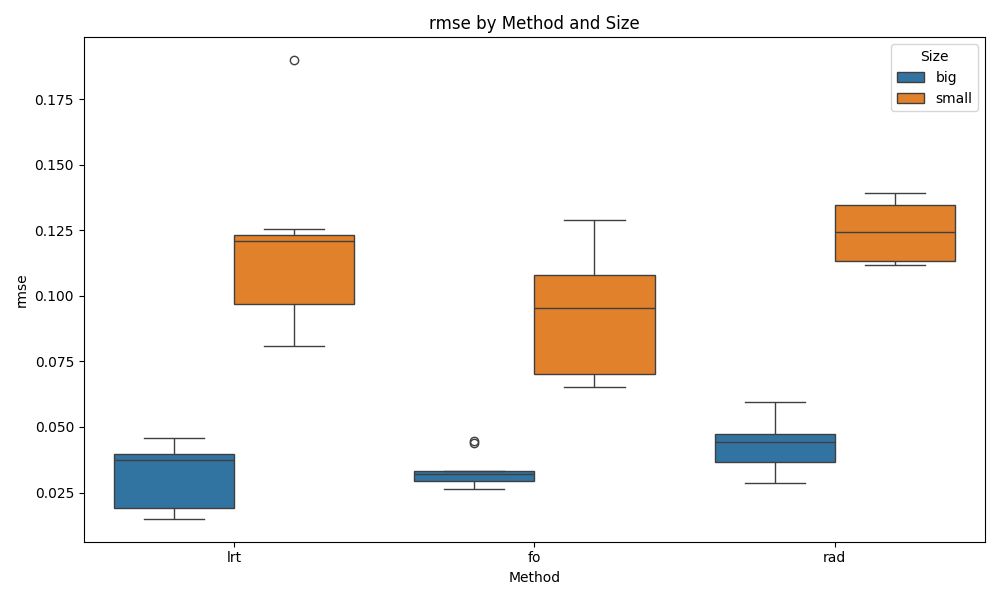 rmse by Method and Size
Size
big
small
0.175
0.150
0.125
0.100
0.075
0.050
0.025
rmse
lrt
fo
rad
Method